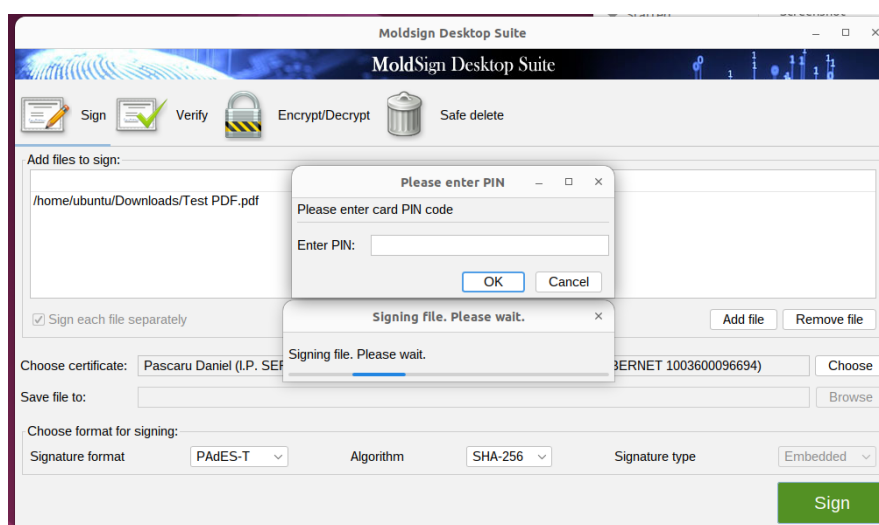 Moldsign Desktop Suite
MoldSign Desktop Suite
Sign
Verify
Encrypt/Decrypt
Safe delete
Add files to sign:
/home/ubuntu/Downloads/Test PDF.pdf
Please enter PIN
Please enter card PIN code
Enter PIN:
OK Cancel
Sign each file separately
Signing file. Please wait.
Add file Remove file
Signing file. Please wait.
Choose certificate: Pascaru Daniel (I.P. 1003600096694) Choose
Save file to: Browse
Choose format for signing:
Signature format PAdES-T Algorithm SHA-256 Signature type Embedded
Sign